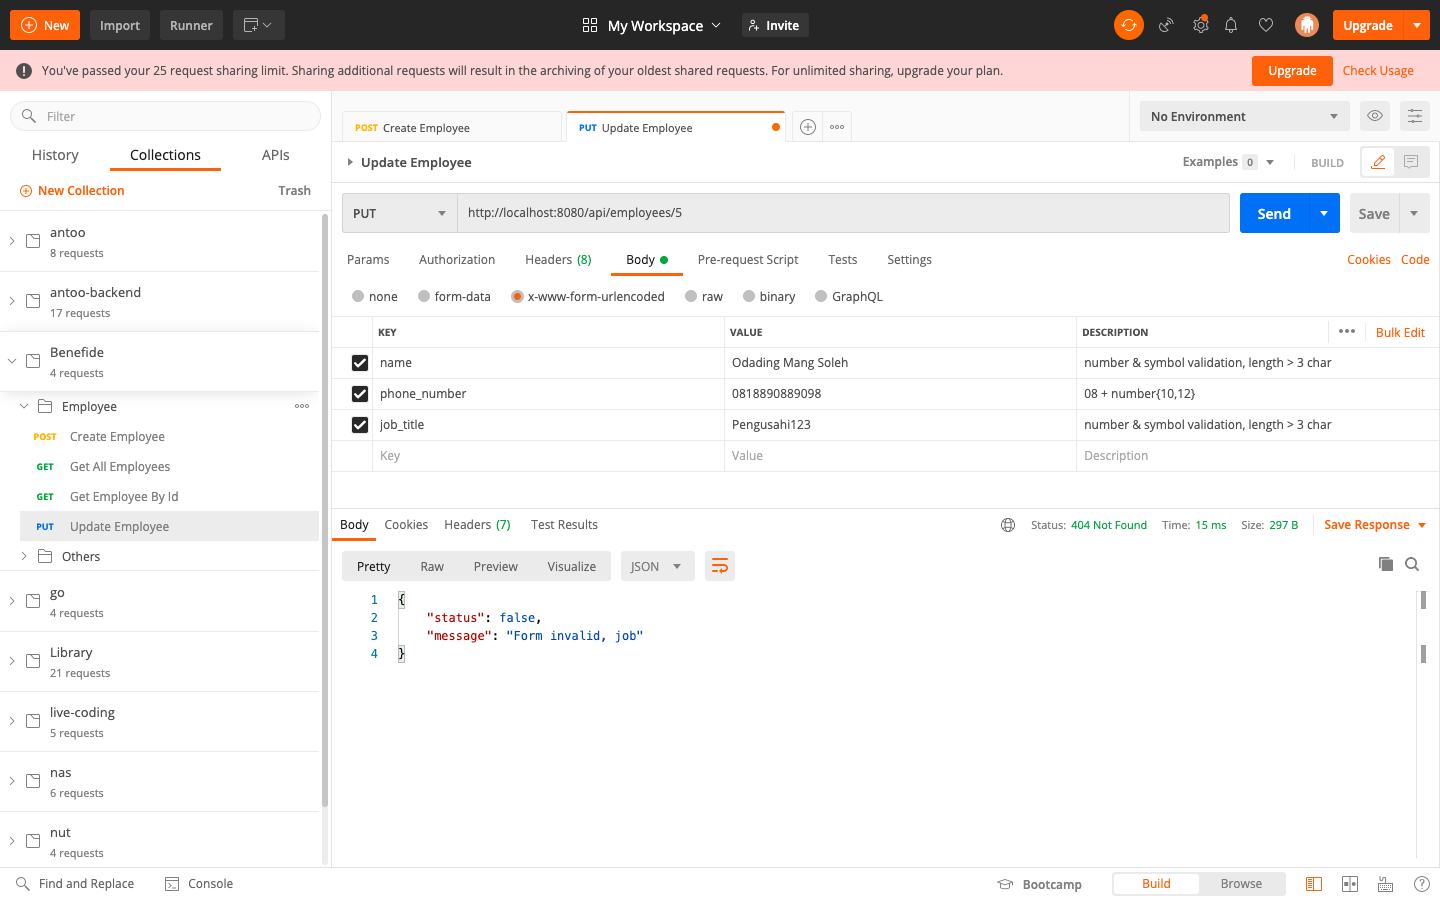 New
Import
Runner
My Workspace
Invite
Upgrade
You've passed your 25 request sharing limit. Sharing additional requests will result in the archiving of your oldest shared requests. For unlimited sharing, upgrade your plan.
Upgrade
Check Usage
Filter
History
Collections
APIs
New Collection
Trash
antoo
8 requests
antoo-backend
17 requests
Benefide
4 requests
Employee
POST Create Employee
GET Get All Employees
GET Get Employee By Id
PUT Update Employee
Others
go
4 requests
Library
21 requests
live-coding
5 requests
nas
6 requests
nut
4 requests
POST Create Employee
PUT Update Employee
No Environment
Update Employee
Examples 0
BUILD
PUT
http://localhost:8080/api/employees/5
Send
Save
Params
Authorization
Headers (8)
Body
Pre-request Script
Tests
Settings
Cookies
Code
none
form-data
x-www-form-urlencoded
raw
binary
GraphQL
KEY
VALUE
DESCRIPTION
Bulk Edit
name
Odading Mang Soleh
number & symbol validation, length > 3 char
phone_number
0818890889098
08 + number{10,12}
job_title
Pengusahi123
number & symbol validation, length > 3 char
Key
Value
Description
Body
Cookies
Headers (7)
Test Results
Status: 404 Not Found
Time: 15 ms
Size: 297 B
Save Response
Pretty
Raw
Preview
Visualize
JSON
1 {
2 "status": false,
3 "message": "Form invalid, job"
4 }
Find and Replace
Console
Bootcamp
Build
Browse